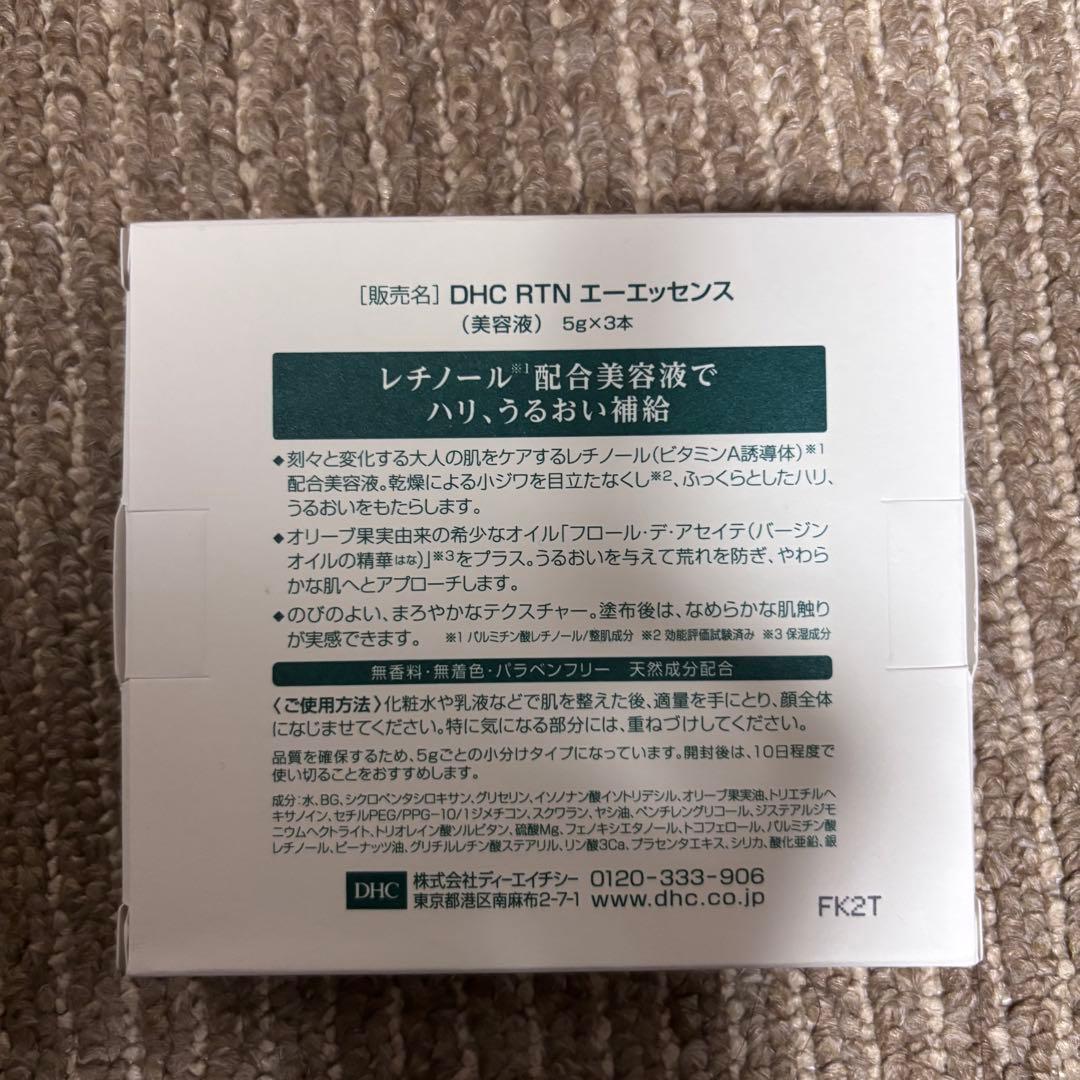 ［販売名］ DHC RTN エーエッセンス
（美容液） 5g×3本
レチノール※1配合美容液で
ハリ、うるおい補給
◆刻々と変化する大人の肌をケアするレチノール（ビタミンA誘導体）※1
配合美容液。乾燥による小ジワを目立たなくし※2、ふっくらとしたハリ、
うるおいをもたらします。
◆オリーブ果実由来の希少なオイル「フロール・デ・アセイテ（バージン
オイルの精華はな）」※3をプラス。うるおいを与えて荒れを防ぎ、やわら
かな肌へとアプローチします。
◆のびのよい、まろやかなテクスチャー。塗布後は、なめらかな肌触り
が実感できます。 ※1 パルミチン酸レチノール/整肌成分 ※2 効能評価試験済み ※3 保湿成分
無香料・無着色・パラベンフリー 天然成分配合
〈ご使用方法〉化粧水や乳液などで肌を整えた後、適量を手にとり、顔全体
になじませてください。特に気になる部分には、重ねづけしてください。
品質を確保するため、5gごとの小分けタイプになっています。開封後は、10日程度で
使い切ることをおすすめします。
成分：水、BG、シクロペンタシロキサン、グリセリン、イソノナン酸イソトリデシル、オリーブ果実油、トリエチルヘ
キサノイン、セチルPEG/PPG-10/1ジメチコン、スクワラン、ヤシ油、ペンチレングリコール、ジステアルジモ
ニウムヘクトライト、トリオレイン酸ソルビタン、硫酸Mg、フェノキシエタノール、トコフェロール、パルミチン酸
レチノール、ピーナッツ油、グリチルレチン酸ステアリル、リン酸3Ca、プラセンタエキス、シリカ、酸化亜鉛、銀
DHC 株式会社ディーエイチシー 0120-333-906
東京都港区南麻布2-7-1 www.dhc.co.jp
FK2T